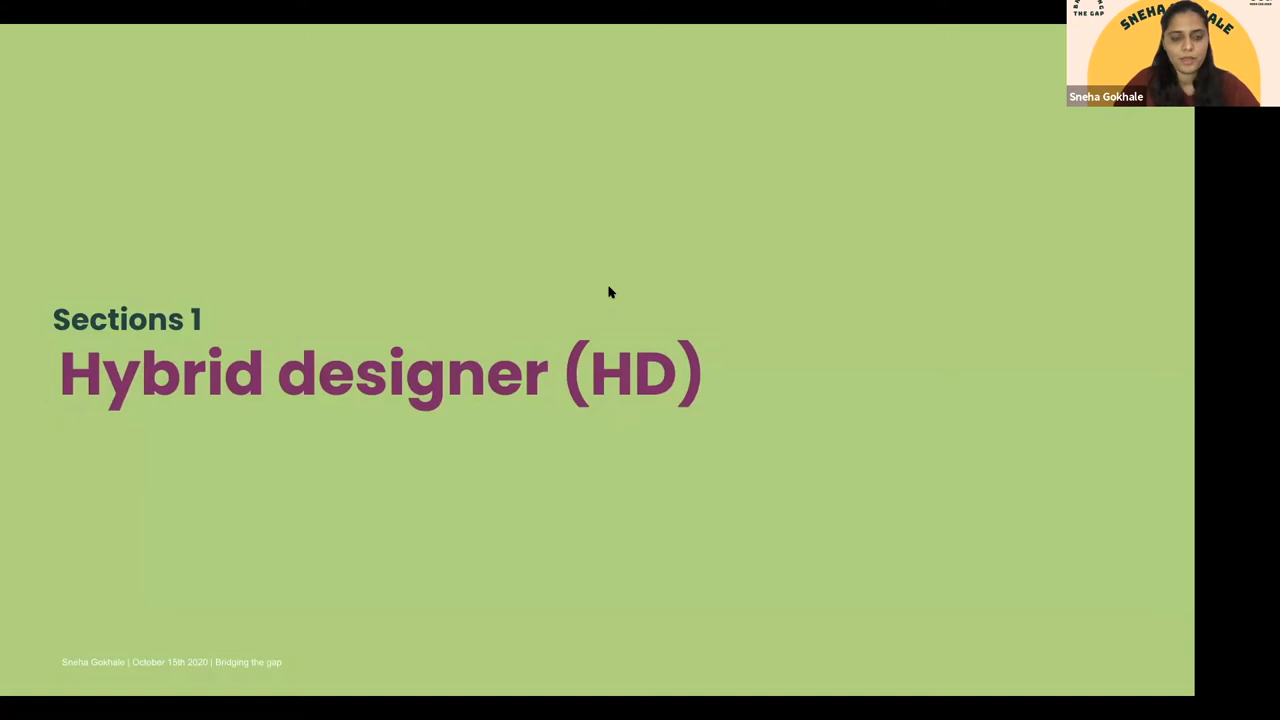 THE GAP
SNEHA
Sneha Gokhale
Sections 1
Hybrid designer (HD)
Sneha Gokhale | October 15th 2020 | Bridging the gap